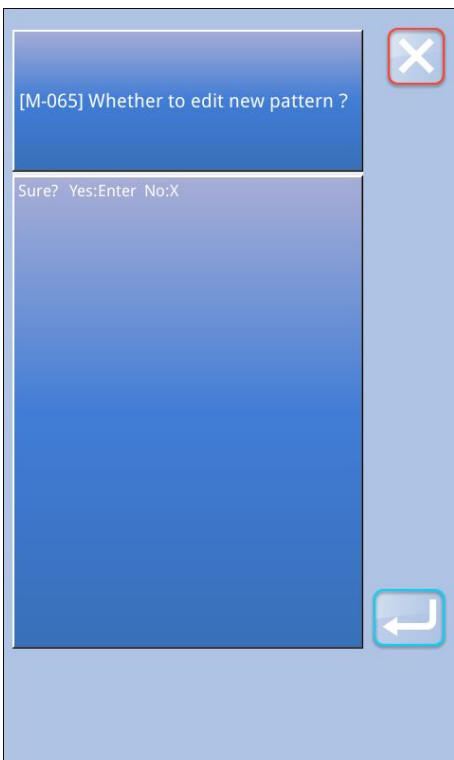 [M-065] Whether to edit new pattern ?
Sure?  Yes:Enter  No:X